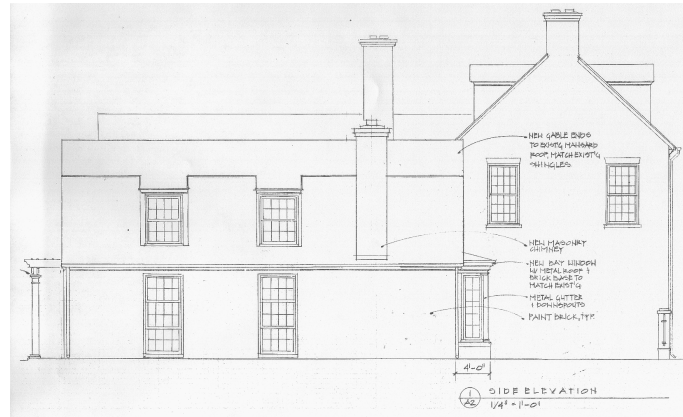 NEW GABLE ENDS
TO EXIST'G MANSARD
ROOF, MATCH EXIST'G
SHINGLES
NEW MASONRY
CHIMNEY
NEW BAY WINDOW
W/ METAL ROOF &
BRICK BASE TO
MATCH EXIST'G
METAL GUTTER
& DOWNSPOUTS
PAINT BRICK, TYP.
4'-0"
1
A2
SIDE ELEVATION
1/4" = 1'-0"